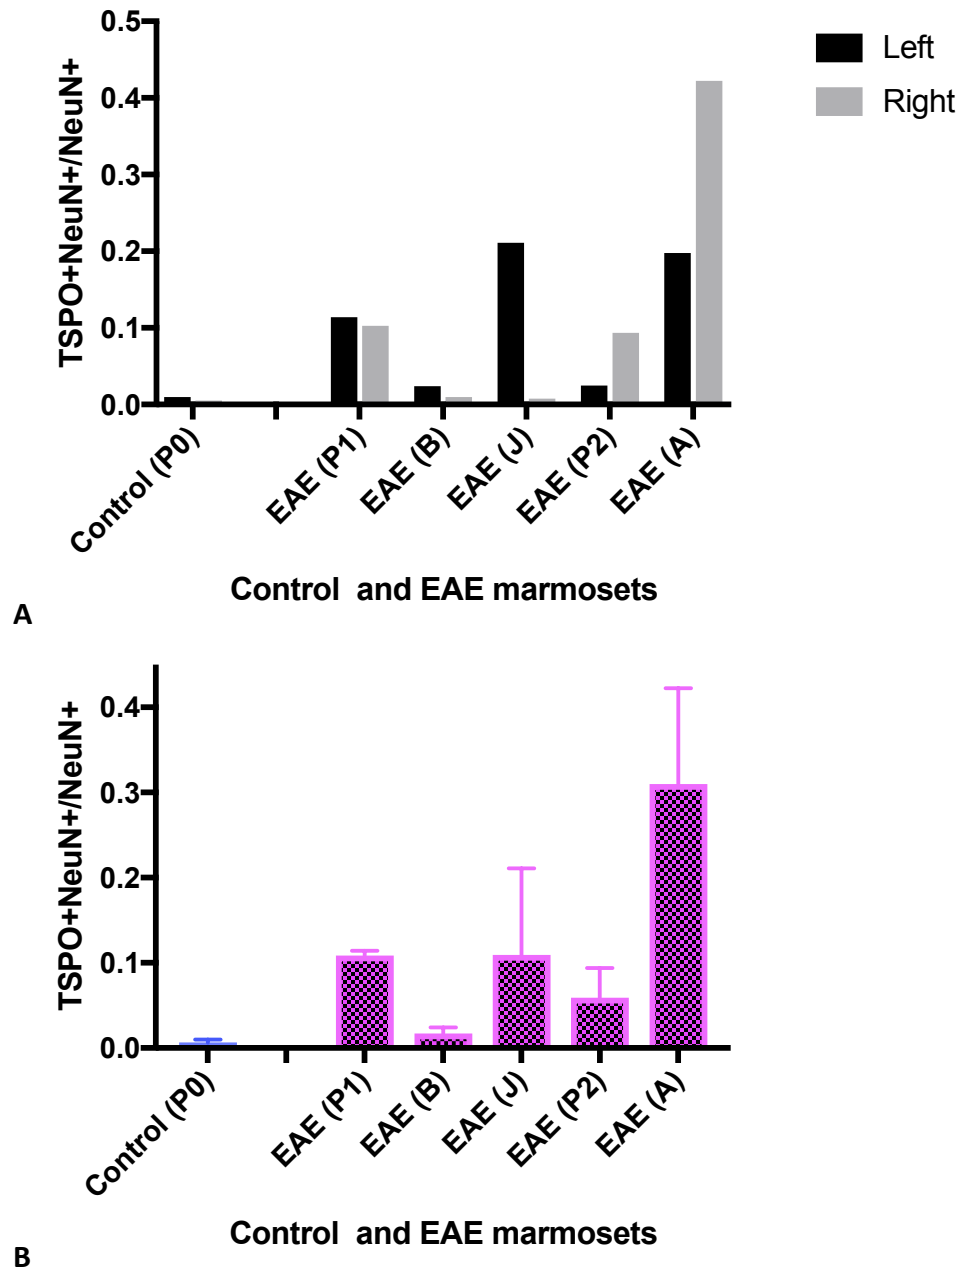 TSPO+NeuN+/NeuN+
0.5
0.4
0.3
0.2
0.1
0.0
Left
Right
Control (P0)
EAE (P1)
EAE (B)
EAE (J)
EAE (P2)
EAE (A)
Control  and EAE marmosets
A
TSPO+NeuN+/NeuN+
0.4
0.3
0.2
0.1
0.0
Control (P0)
EAE (P1)
EAE (B)
EAE (J)
EAE (P2)
EAE (A)
Control  and EAE marmosets
B